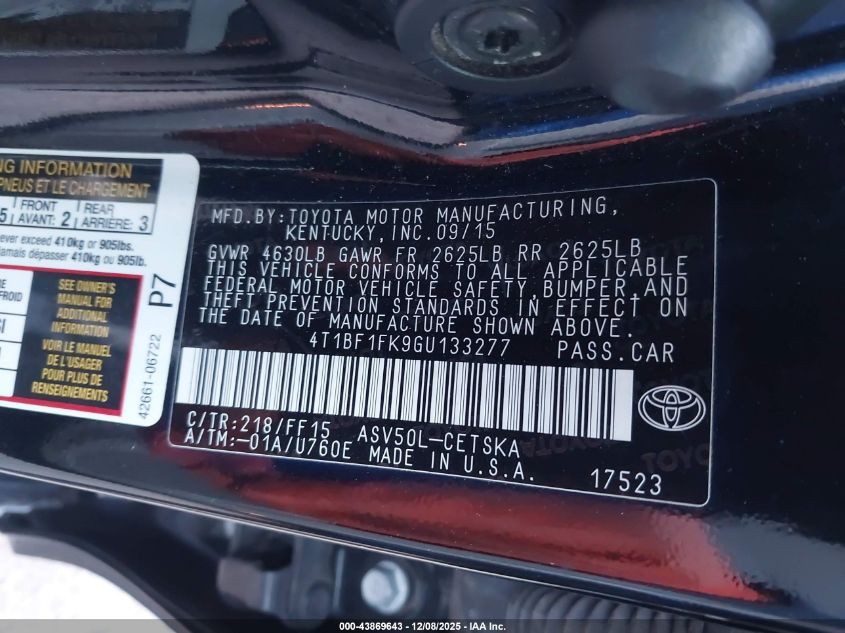 NG INFORMATION
PNEUS ET LE CHARGEMENT
5 FRONT AVANT: 2 REAR ARRIÈRE: 3
ever exceed 410kg or 905lbs.
jamais dépasser 410kg ou 905lb.
SEE OWNER'S
MANUAL FOR
ADDITIONAL
INFORMATION
VOIR LE MANUEL
DE L'USAGER
POUR PLUS DE
RENSEIGNEMENTS
P7
42661-06722
MFD.BY:TOYOTA MOTOR MANUFACTURING,
KENTUCKY, INC.09/15
GVWR 4630LB GAWR FR 2625LB RR 2625LB
THIS VEHICLE CONFORMS TO ALL APPLICABLE
FEDERAL MOTOR VEHICLE SAFETY, BUMPER, AND
THEFT PREVENTION STANDARDS IN EFFECT ON
THE DATE OF MANUFACTURE SHOWN ABOVE.
4T1BF1FK9GU133277 PASS.CAR
C/TR:218/FF15 ASV50L-CETSKA
A/TM:-01A/U760E MADE IN U.S.A.
17523
000-43869643 - 12/08/2025 - IAA Inc.